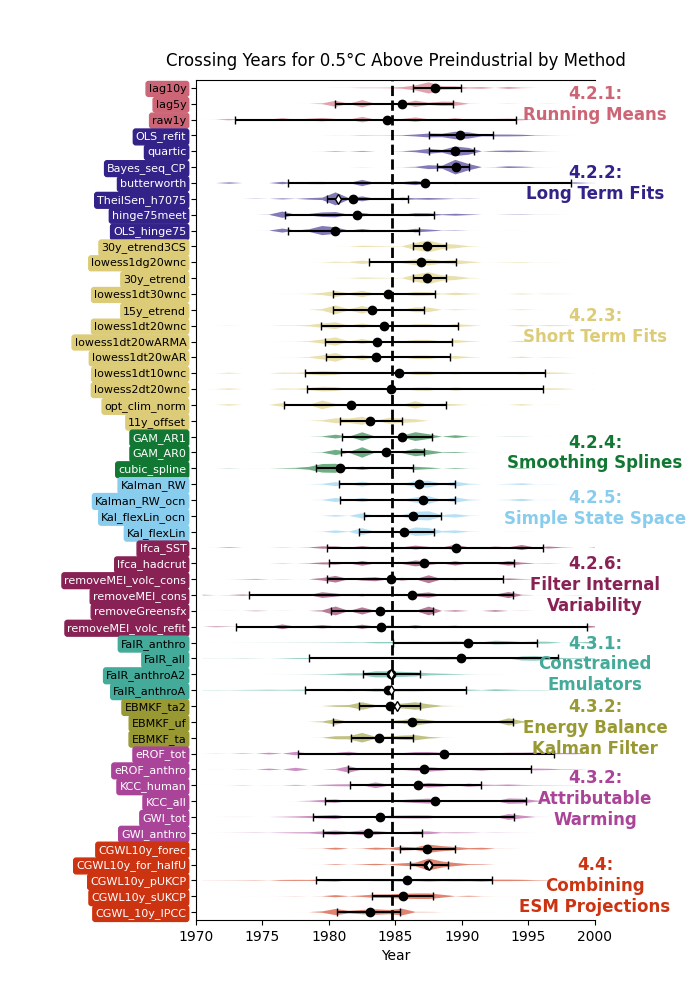 Crossing Years for 0.5°C Above Preindustrial by Method
lag10y
lag5y
raw1y
4.2.1:
Running Means
OLS_refit
quartic
Bayes_seq_CP
butterworth
TheilSen_h7075
hinge75meet
OLS_hinge75
4.2.2:
Long Term Fits
30y_etrend3CS
lowess1dg20wnc
30y_etrend
lowess1dt30wnc
15y_etrend
lowess1dt20wnc
lowess1dt20wARMA
lowess1dt20wAR
lowess1dt10wnc
lowess2dt20wnc
opt_clim_norm
11y_offset
4.2.3:
Short Term Fits
GAM_AR1
GAM_AR0
cubic_spline
4.2.4:
Smoothing Splines
Kalman_RW
Kalman_RW_ocn
Kal_flexLin_ocn
Kal_flexLin
4.2.5:
Simple State Space
lfca_SST
lfca_hadcrut
removeMEI_volc_cons
removeMEI_cons
removeGreensfx
removeMEI_volc_refit
4.2.6:
Filter Internal
Variability
FaIR_anthro
FaIR_all
FaIR_anthroA2
FaIR_anthroA
4.3.1:
Constrained
Emulators
EBMKF_ta2
EBMKF_uf
EBMKF_ta
4.3.2:
Energy Balance
Kalman Filter
eROF_tot
eROF_anthro
KCC_human
KCC_all
GWI_tot
GWI_anthro
4.3.2:
Attributable
Warming
CGWL10y_forec
CGWL10y_for_halfU
CGWL10y_pUKCP
CGWL10y_sUKCP
CGWL_10y_IPCC
4.4:
Combining
ESM Projections
1970 1975 1980 1985 1990 1995 2000
Year